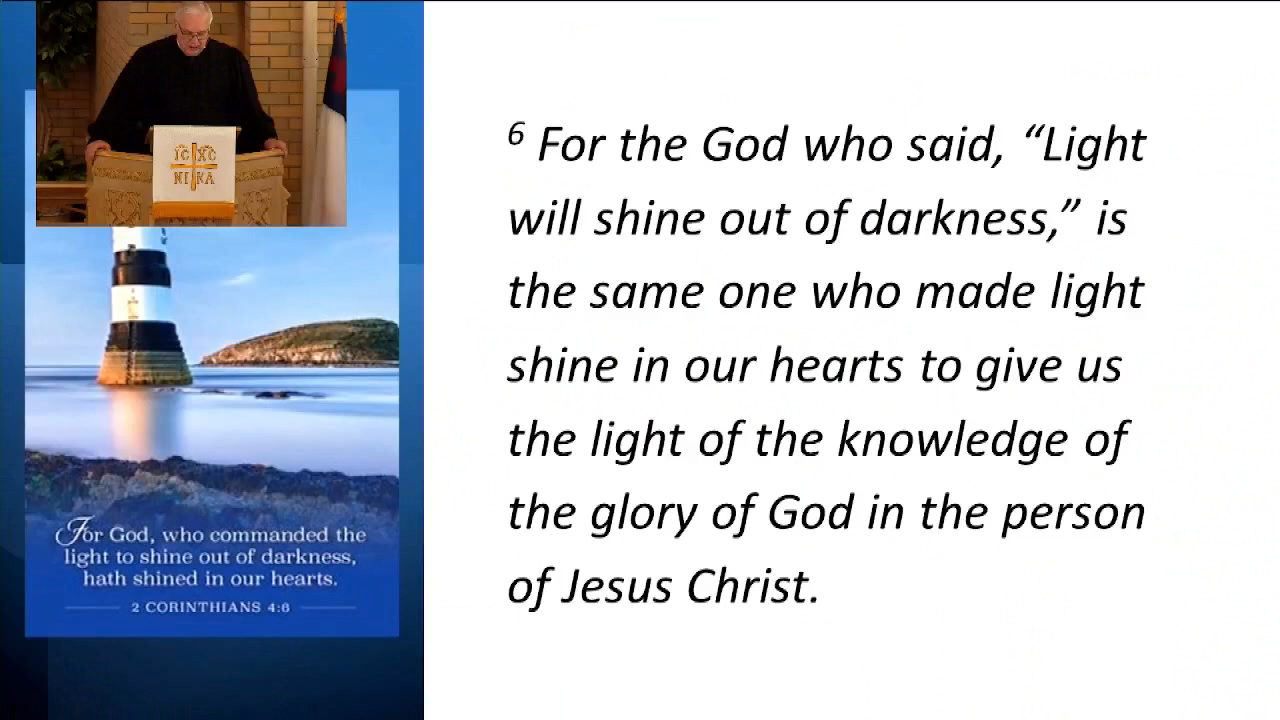 IC XC
NI KA
For God, who commanded the
light to shine out of darkness,
hath shined in our hearts.
2 CORINTHIANS 4:6
6 For the God who said, “Light
will shine out of darkness,” is
the same one who made light
shine in our hearts to give us
the light of the knowledge of
the glory of God in the person
of Jesus Christ.